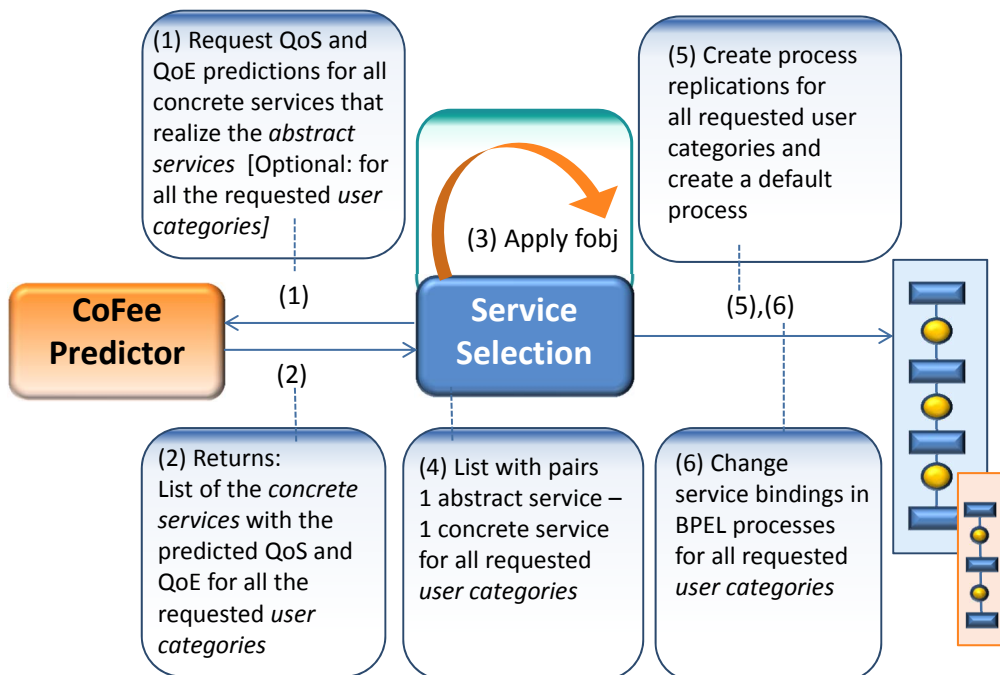 (1) Request QoS and
QoE predictions for all
concrete services that
realize the abstract
services [Optional: for
all the requested user
categories]
(3) Apply fobj
(5) Create process
replications for
all requested user
categories and
create a default
process
CoFee
Predictor
(1)
(2)
Service
Selection
(5),(6)
(2) Returns:
List of the concrete
services with the
predicted QoS and
QoE for all the
requested user
categories
(4) List with pairs
1 abstract service –
1 concrete service
for all requested
user categories
(6) Change
service bindings in
BPEL processes
for all requested
user categories